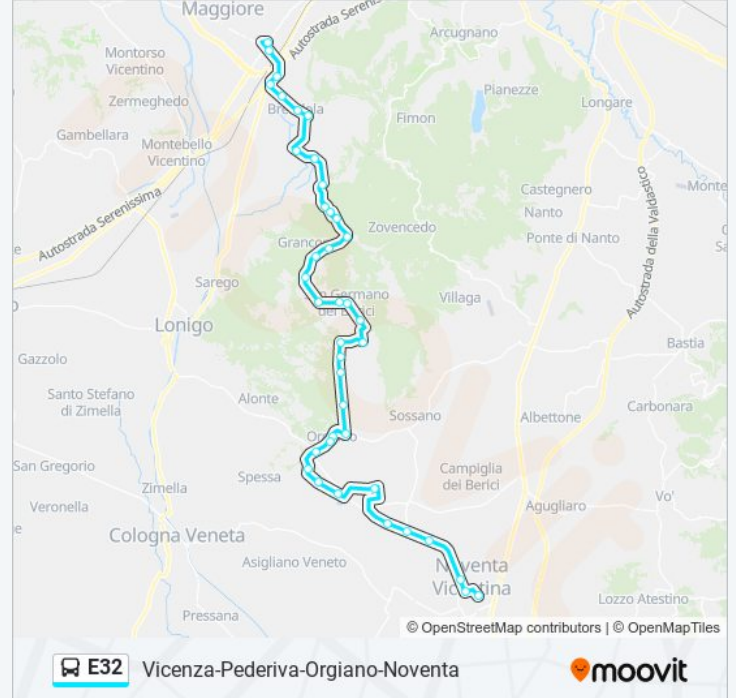 Maggiore
Autostrada Serenis
Arcugnano
Montorso
Vicentino
Pianezze
Zermeghedo
Longare
Fimon
Gambellara
Montebello
Vicentino
Castegnero
Monte
Nanto
Autostrada Serenissima
Zovencedo
Ponte di Nanto
Autostrada della Valdastico
Sarego
Villaga
Lonigo
Bastia
Gazzolo
Santo Stefano
di Zimella
Alonte
Carbonara
Sossano
Albettone
San Gregorio
Spessa
Campiglia
dei Berici
Zimella
Vo'
Veronella
Agugliaro
Cologna Veneta
Asigliano Veneto
Noventa
Lozzo Atestino
Pressana
© OpenStreetMap contributors | © OpenMapTiles
E32 Vicenza-Pederiva-Orgiano-Noventa
moovit